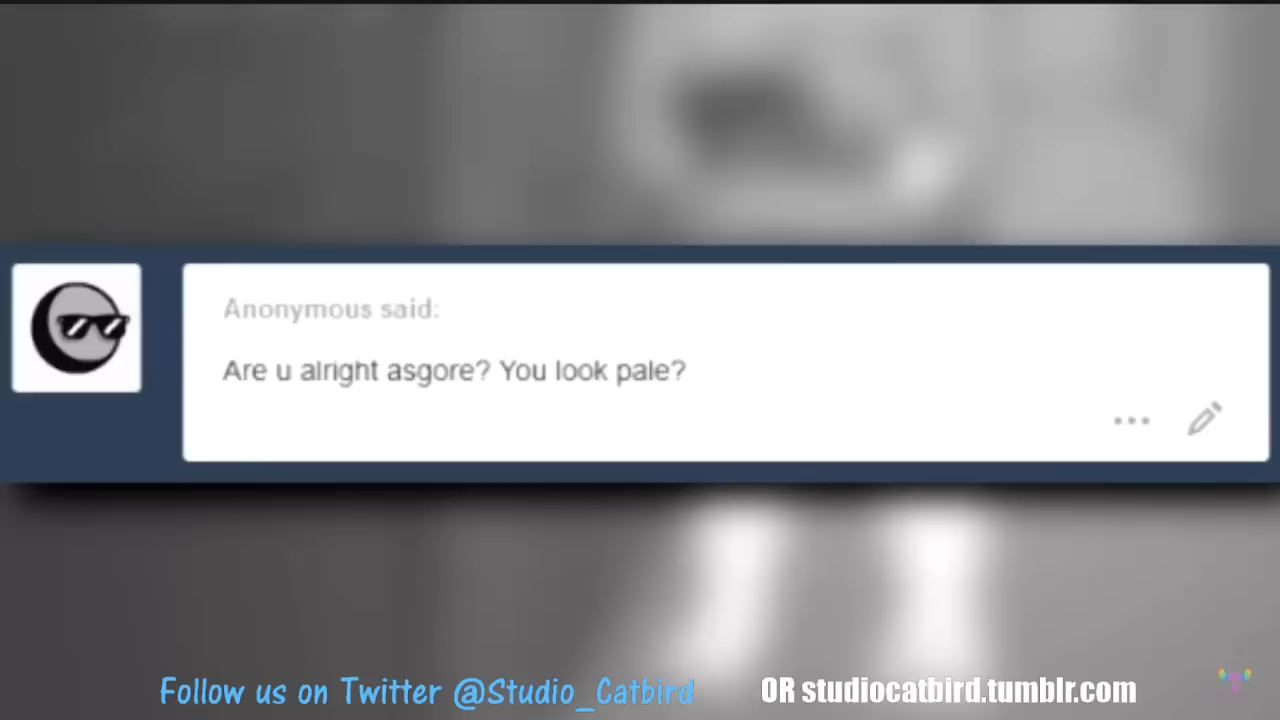 Anonymous said:
Are u alright asgore? You look pale?
Follow us on Twitter @Studio_Catbird OR studiocatbird.tumblr.com